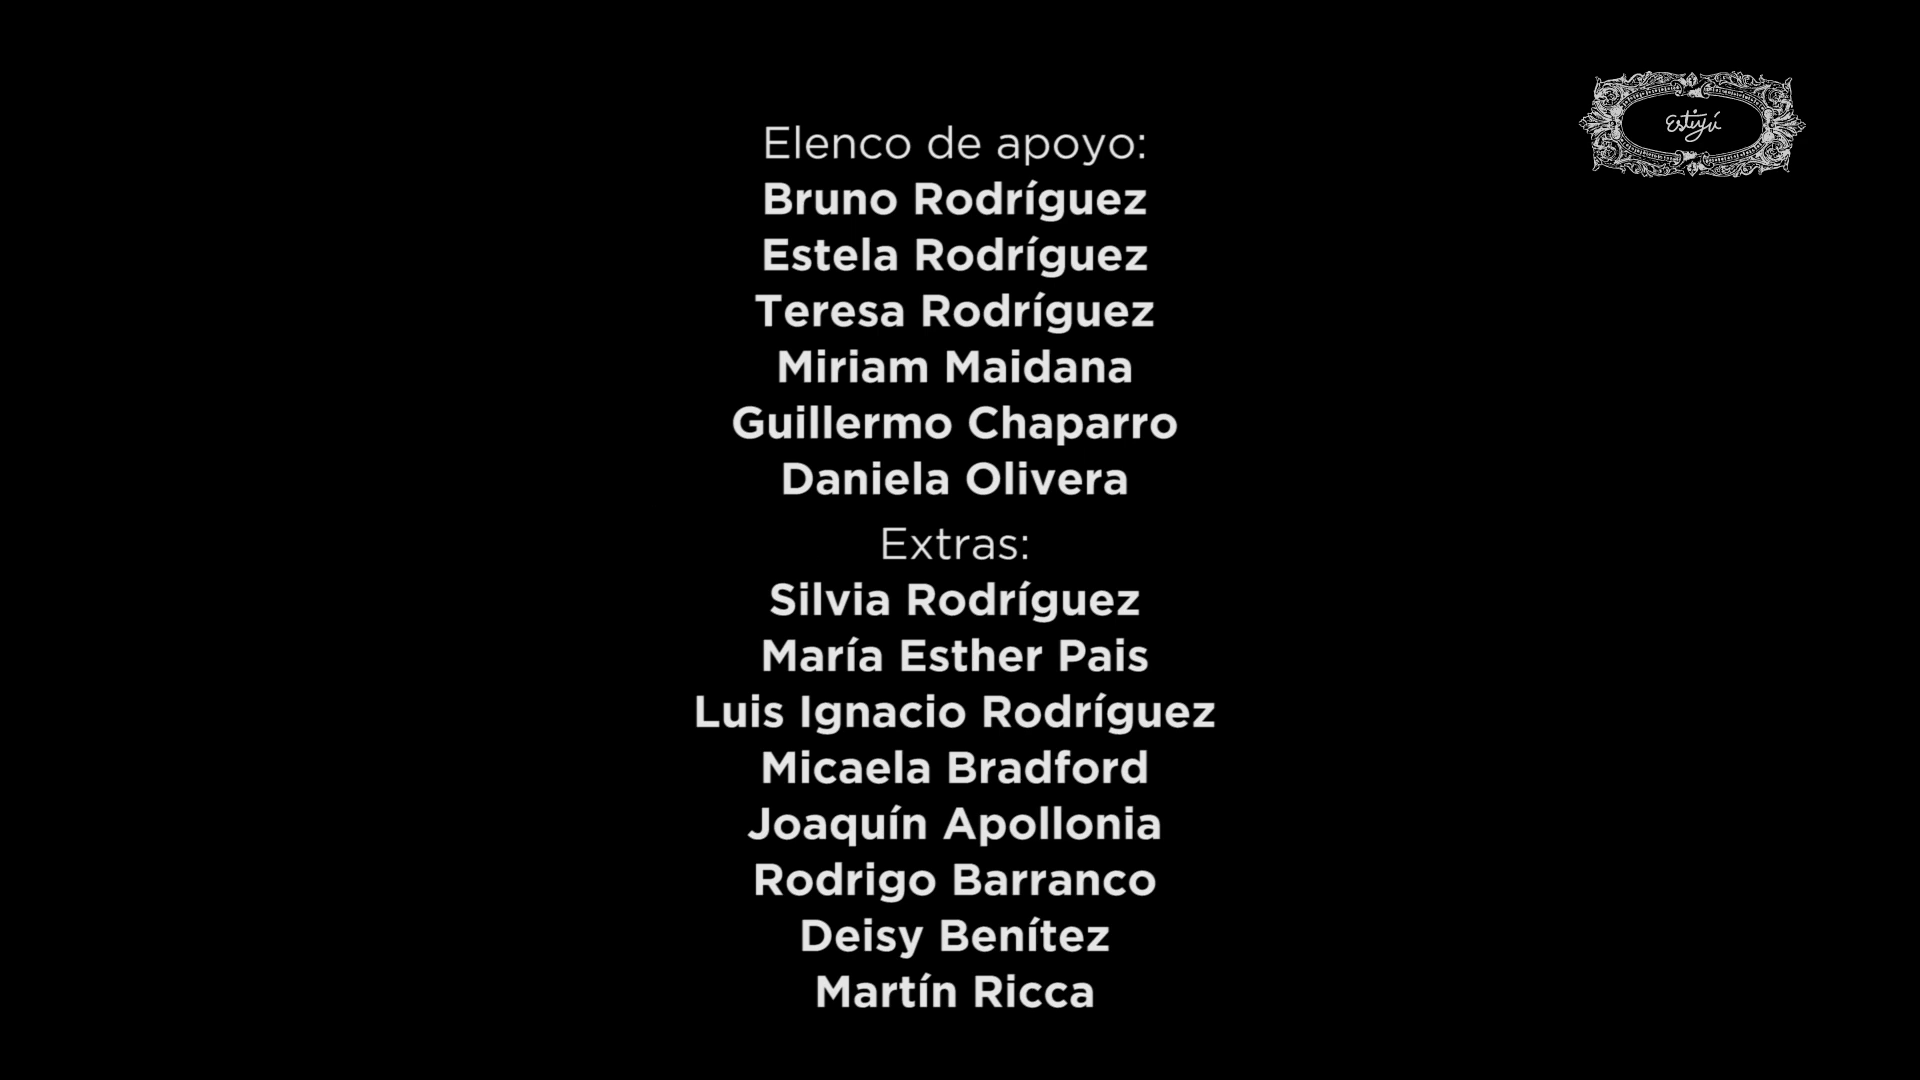 Elenco de apoyo:
Bruno Rodríguez
Estela Rodríguez
Teresa Rodríguez
Miriam Maidana
Guillermo Chaparro
Daniela Olivera
Extras:
Silvia Rodríguez
María Esther Pais
Luis Ignacio Rodríguez
Micaela Bradford
Joaquín Apollonia
Rodrigo Barranco
Deisy Benítez
Martín Ricca